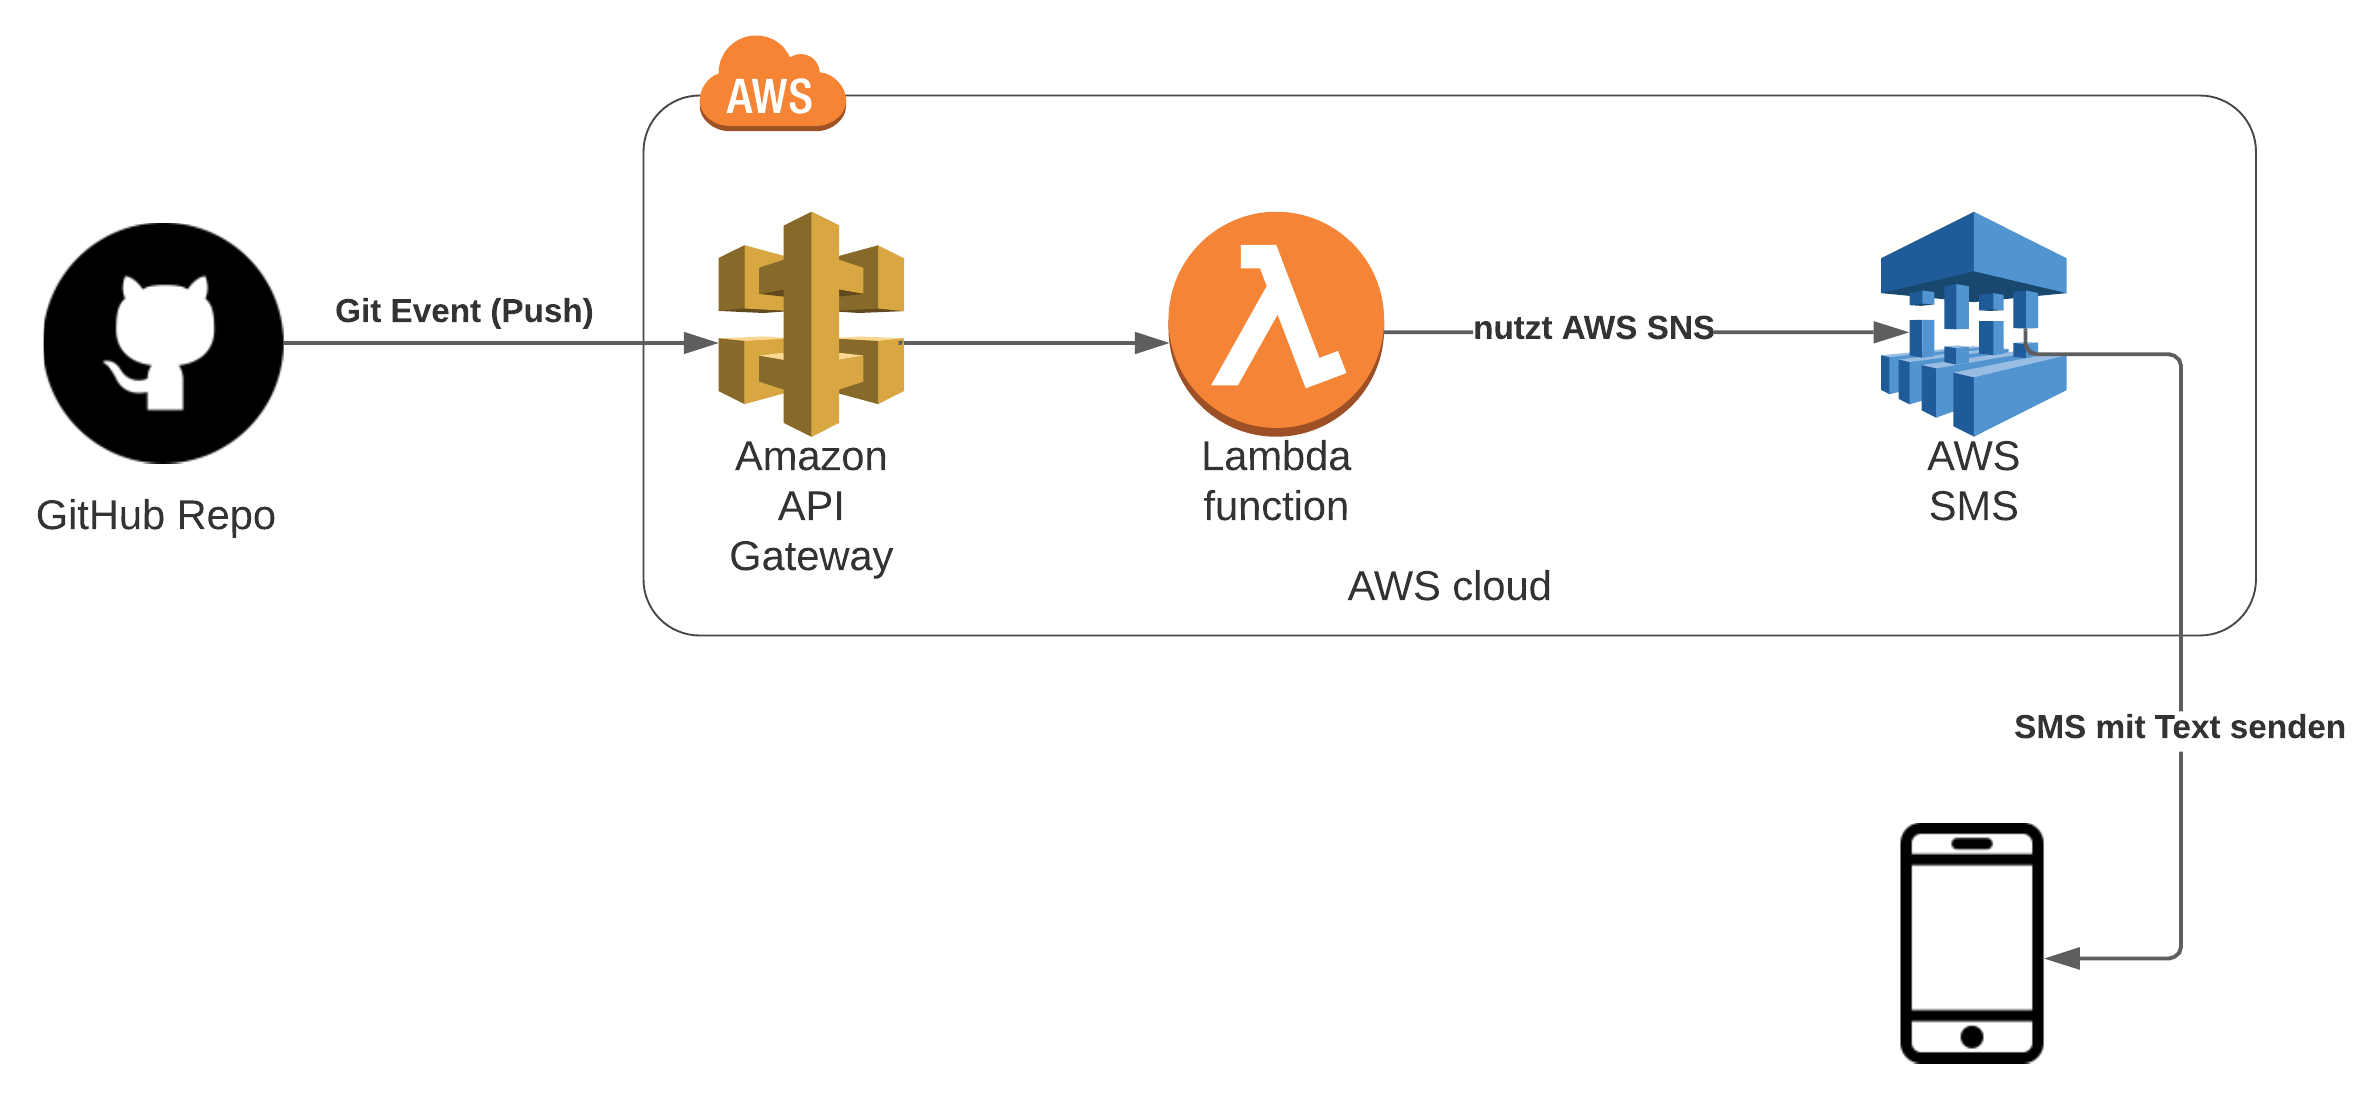 AWS
Git Event (Push)
nutzt AWS SNS
GitHub Repo
Amazon
API
Gateway
Lambda
function
AWS
SMS
AWS cloud
SMS mit Text senden